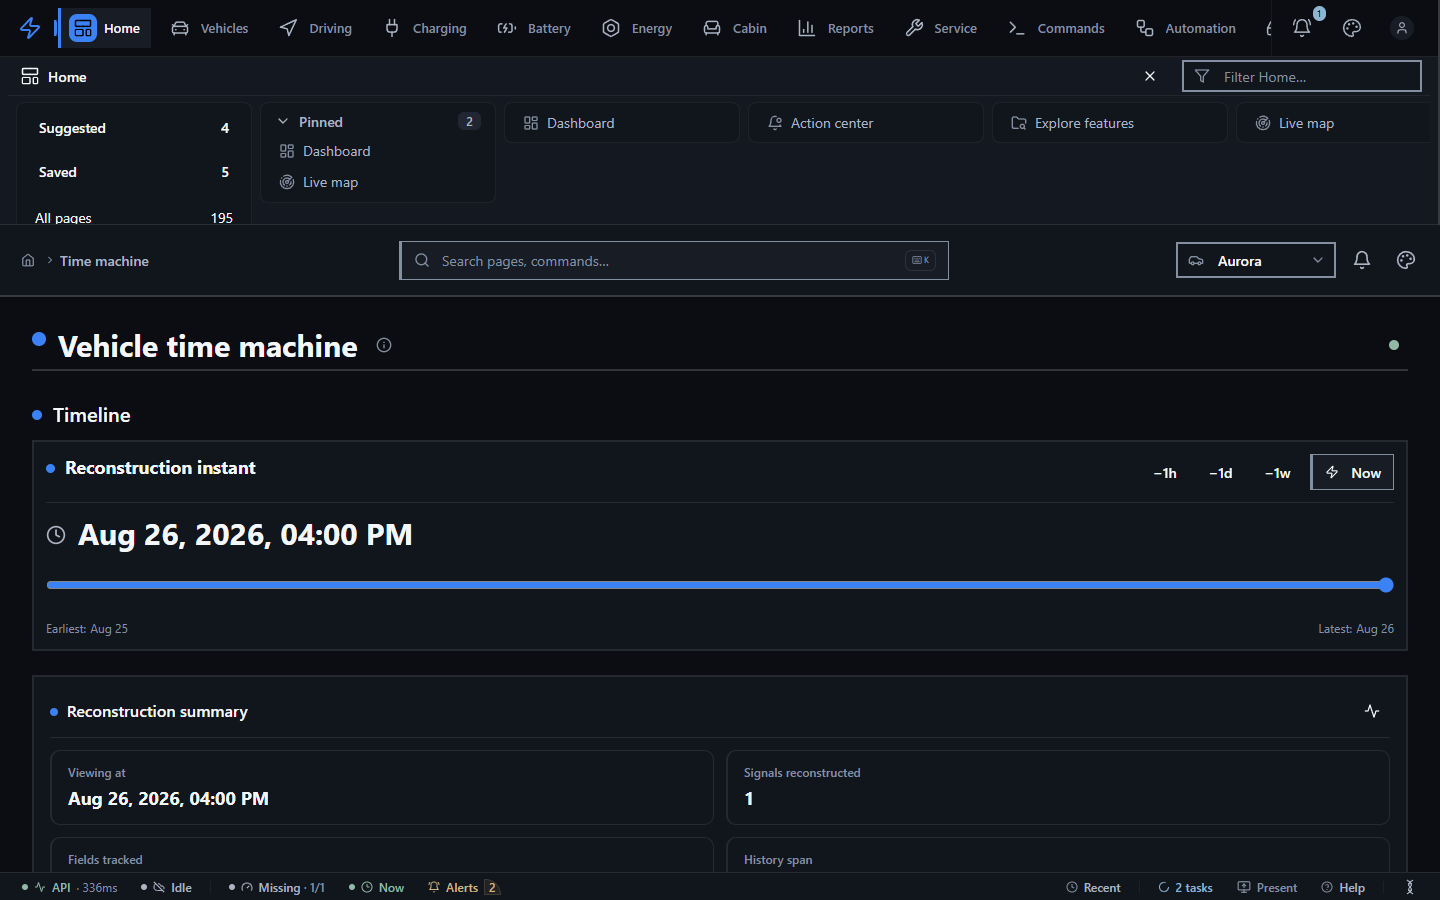 Home Vehicles Driving Charging Battery Energy Cabin Reports Service Commands Automation 1
Home Filter Home...
Suggested 4
Saved 5
All pages 195
Pinned 2
Dashboard
Live map
Dashboard
Action center
Explore features
Live map
Time machine Search pages, commands... K Aurora
Vehicle time machine
Timeline
Reconstruction instant −1h −1d −1w Now
Aug 26, 2026, 04:00 PM
Earliest: Aug 25 Latest: Aug 26
Reconstruction summary
Viewing at
Aug 26, 2026, 04:00 PM
Signals reconstructed
1
Fields tracked
History span
API · 336ms Idle Missing · 1/1 Now Alerts 2 Recent 2 tasks Present Help